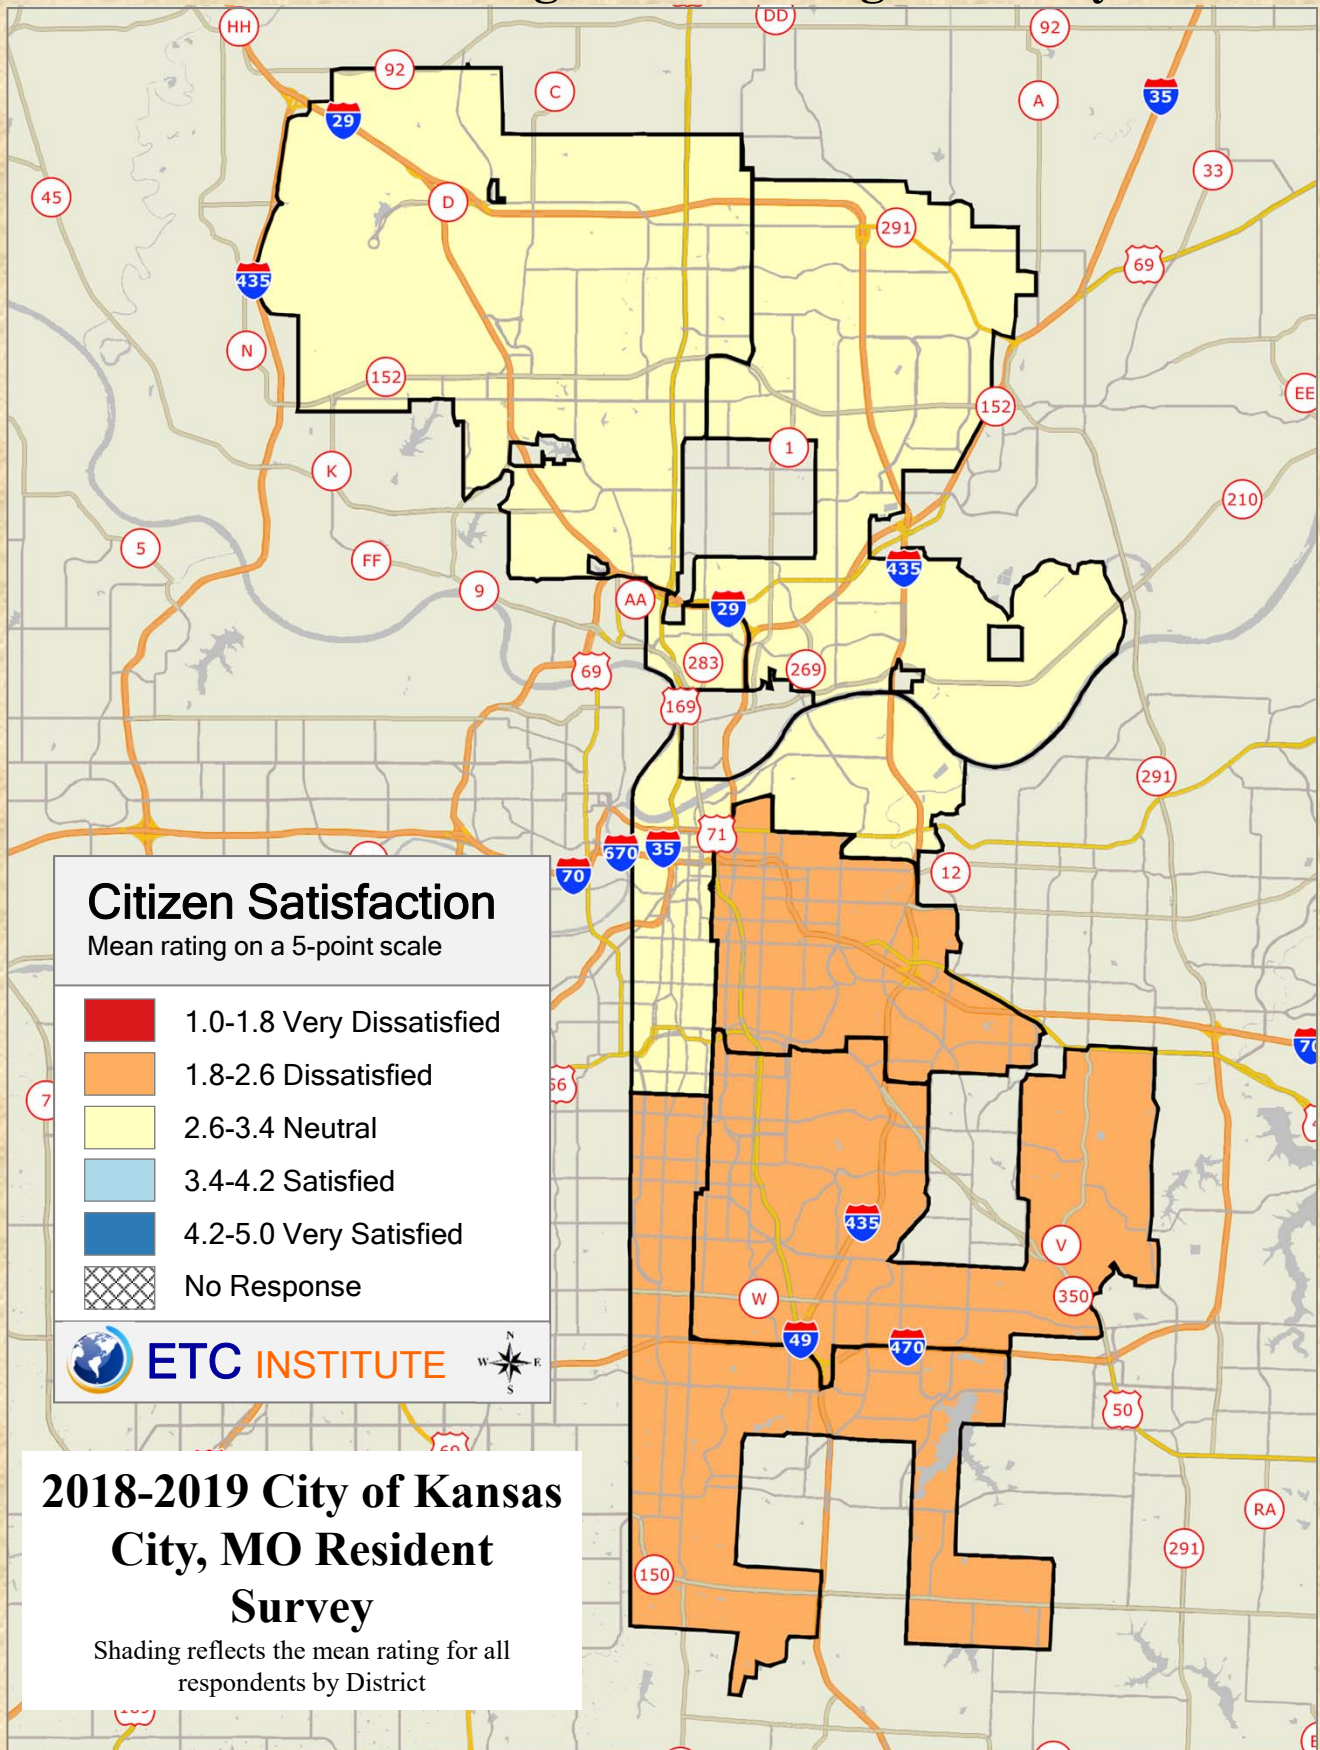 HH
92
DD
92
C
A
35
29
33
45
D
291
69
435
N
152
EE
152
1
K
210
5
FF
9
435
AA
29
283
269
69
169
291
71
670
35
70
12
Citizen Satisfaction
Mean rating on a 5-point scale
1.0-1.8 Very Dissatisfied
1.8-2.6 Dissatisfied
2.6-3.4 Neutral
3.4-4.2 Satisfied
4.2-5.0 Very Satisfied
No Response
ETC INSTITUTE
N
W
E
S
7
435
V
W
350
49
470
50
RA
291
150
2018-2019 City of Kansas
City, MO Resident
Survey
Shading reflects the mean rating for all
respondents by District